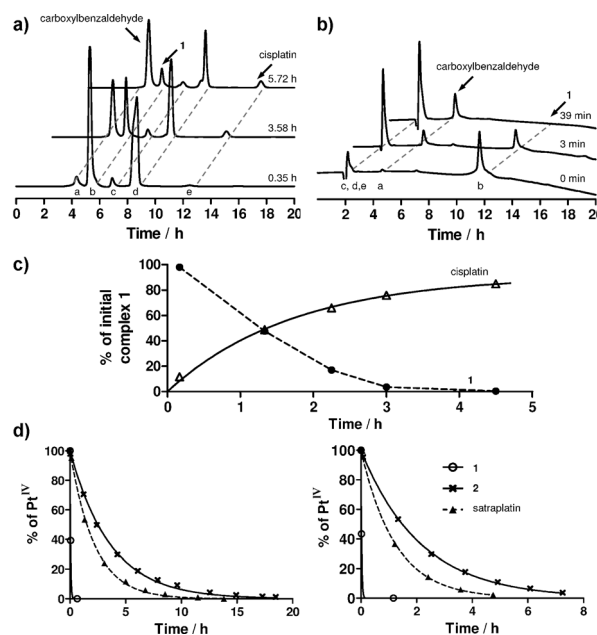 a)
carboxylbenzaldehyde
1
cisplatin
5.72 h
3.58 h
0.35 h
a b c d e
0 2 4 6 8 10 12 14 16 18 20
Time / h
b)
carboxylbenzaldehyde
1
39 min
3 min
0 min
c, d,e a b
2 4 6 8 10 12 14 16 18 20
Time / h
c)
% of initial
complex 1
100
80
60
40
20
0
cisplatin
1
0 1 2 3 4 5
Time / h
d)
% of Pt^IV
100
80
60
40
20
0
0 5 10 15 20
Time / h
% of Pt^IV
100
80
60
40
20
0
1
2
satraplatin
0 2 4 6 8
Time / h